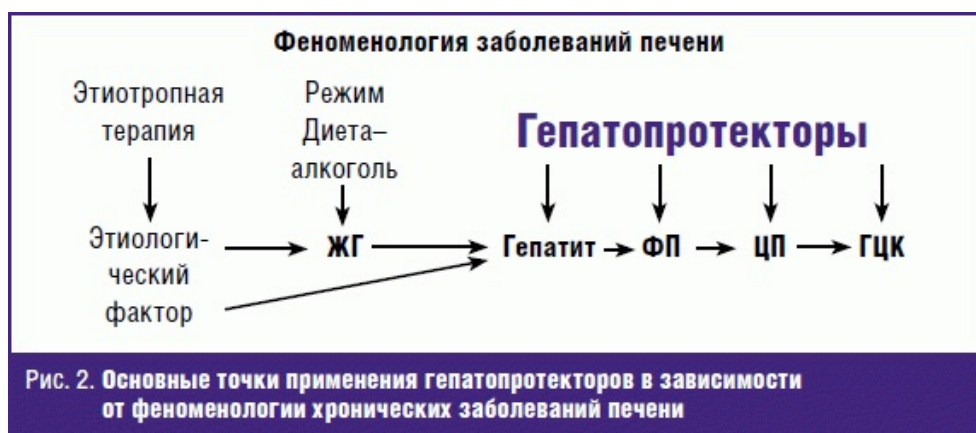 Феноменология заболеваний печени
Этиотропная
терапия
Режим
Диета–
алкоголь
Гепатопротекторы
Этиологи-
ческий
фактор
ЖГ
Гепатит
ФП
ЦП
ГЦК
Рис. 2. Основные точки применения гепатопротекторов в зависимости
от феноменологии хронических заболеваний печени